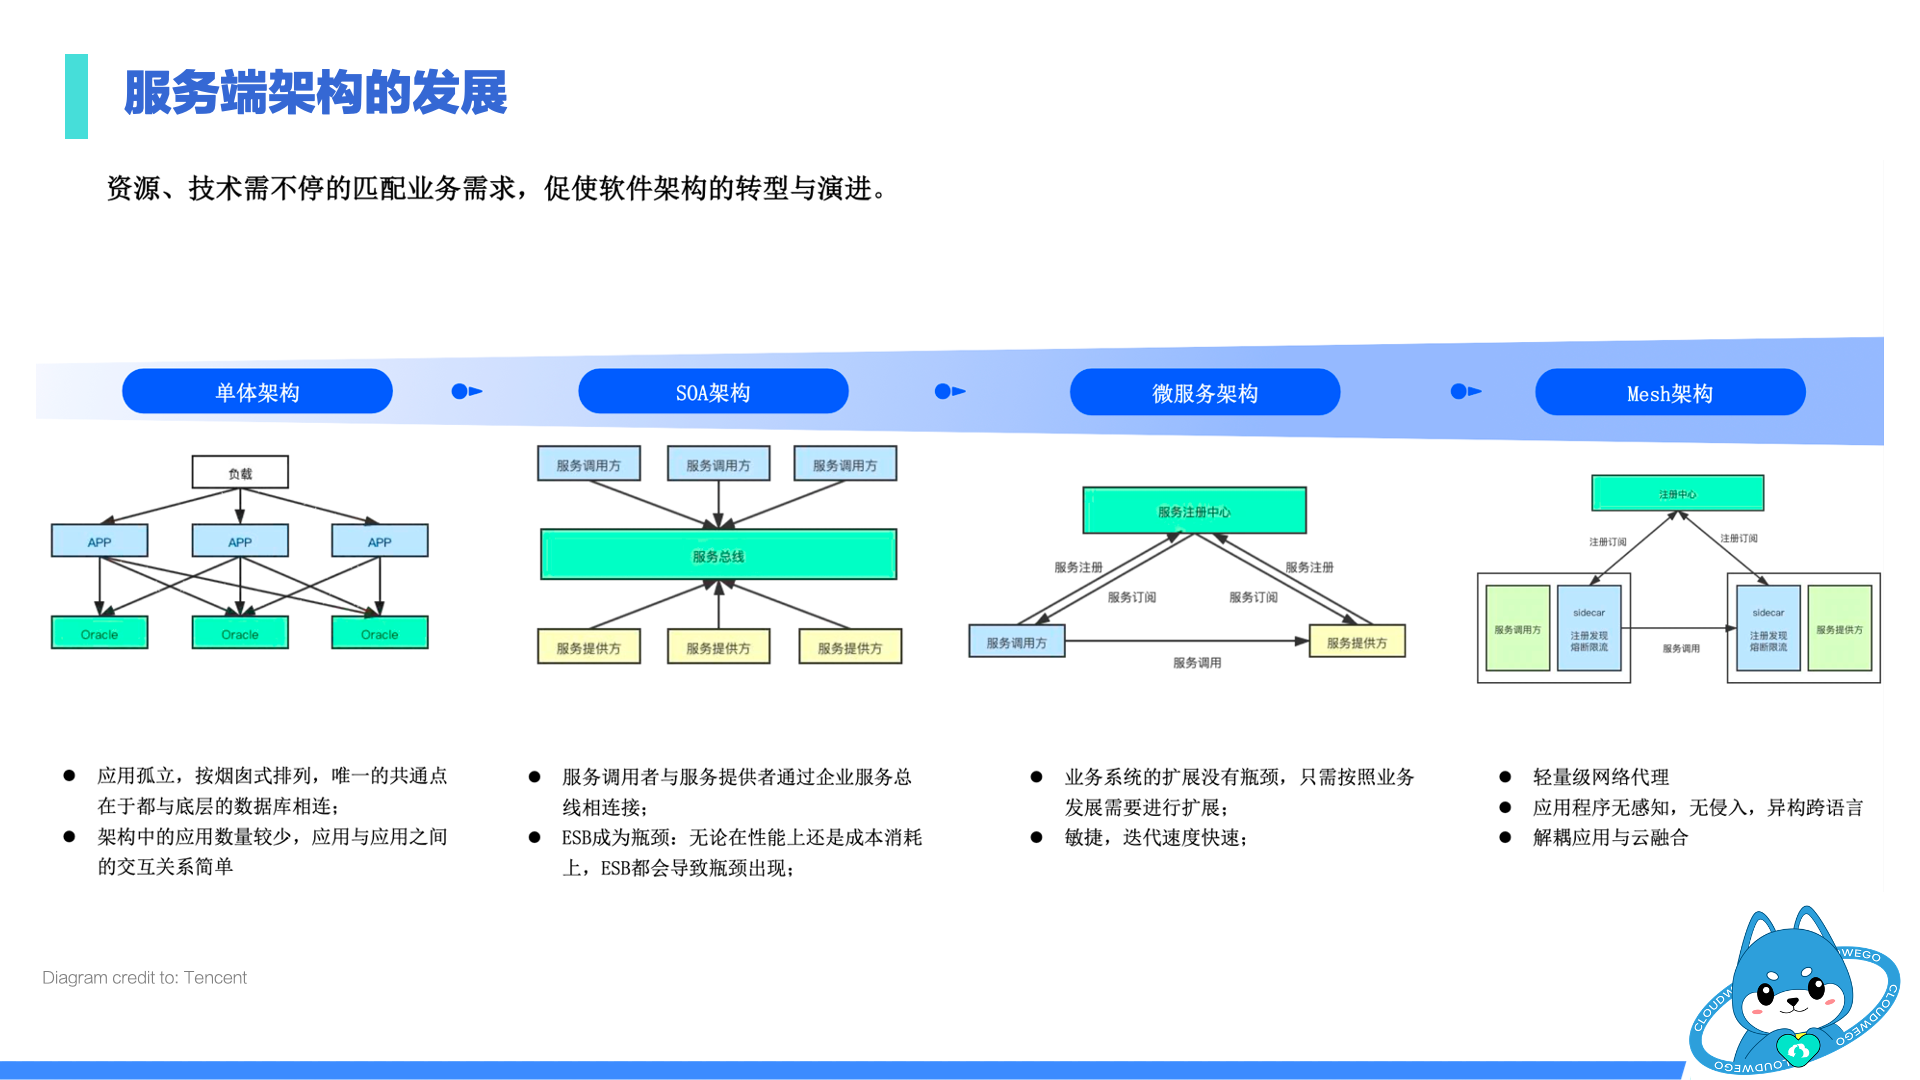 服务端架构的发展
资源、技术需不停的匹配业务需求，促使软件架构的转型与演进。
单体架构
SOA架构
微服务架构
Mesh架构
负载
APP
APP
APP
Oracle
Oracle
Oracle
服务调用方
服务调用方
服务调用方
服务总线
服务提供方
服务提供方
服务提供方
服务注册中心
服务注册
服务注册
服务订阅
服务订阅
服务调用方
服务提供方
服务调用
注册中心
注册订阅
注册订阅
服务调用方
sidecar
注册发现
熔断限流
服务调用
sidecar
注册发现
熔断限流
服务提供方
● 应用孤立，按烟囱式排列，唯一的共通点
在于都与底层的数据库相连；
● 架构中的应用数量较少，应用与应用之间
的交互关系简单
● 服务调用者与服务提供者通过企业服务总
线相连接；
● ESB成为瓶颈：无论在性能上还是成本消耗
上，ESB都会导致瓶颈出现；
● 业务系统的扩展没有瓶颈，只需按照业务
发展需要进行扩展；
● 敏捷，迭代速度快速；
● 轻量级网络代理
● 应用程序无感知，无侵入，异构跨语言
● 解耦应用与云融合
Diagram credit to: Tencent
CLOUDWEGO
CLOUDWEGO